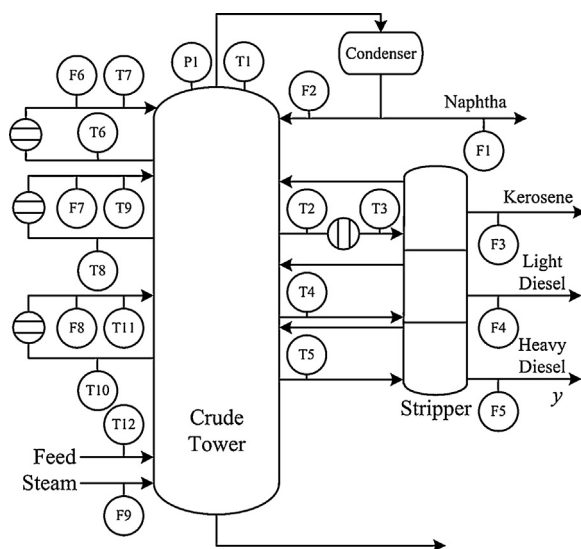 Condenser
P1
T1
F6
T7
F2
Naphtha
T6
F1
F7
T9
T2
T3
Kerosene
F3
T8
Light
Diesel
F8
T11
T4
F4
Heavy
Diesel
T5
T10
y
F5
Stripper
T12
Crude
Tower
Feed
Steam
F9